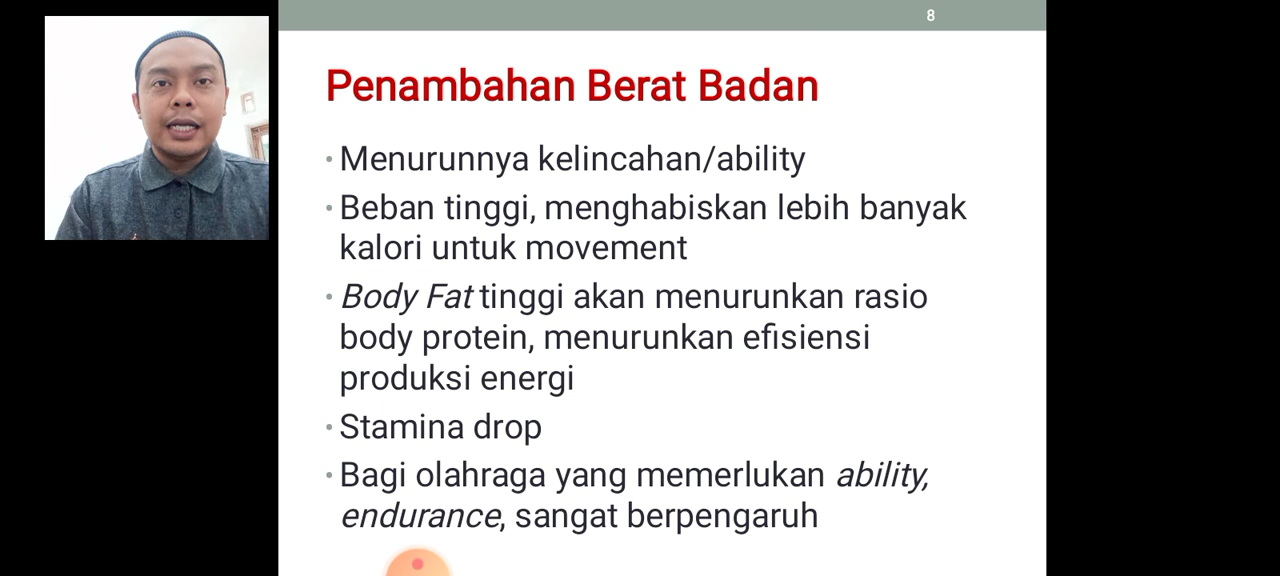 8
Penambahan Berat Badan
• Menurunnya kelincahan/ability
• Beban tinggi, menghabiskan lebih banyak
kalori untuk movement
• Body Fat tinggi akan menurunkan rasio
body protein, menurunkan efisiensi
produksi energi
• Stamina drop
• Bagi olahraga yang memerlukan ability,
endurance, sangat berpengaruh